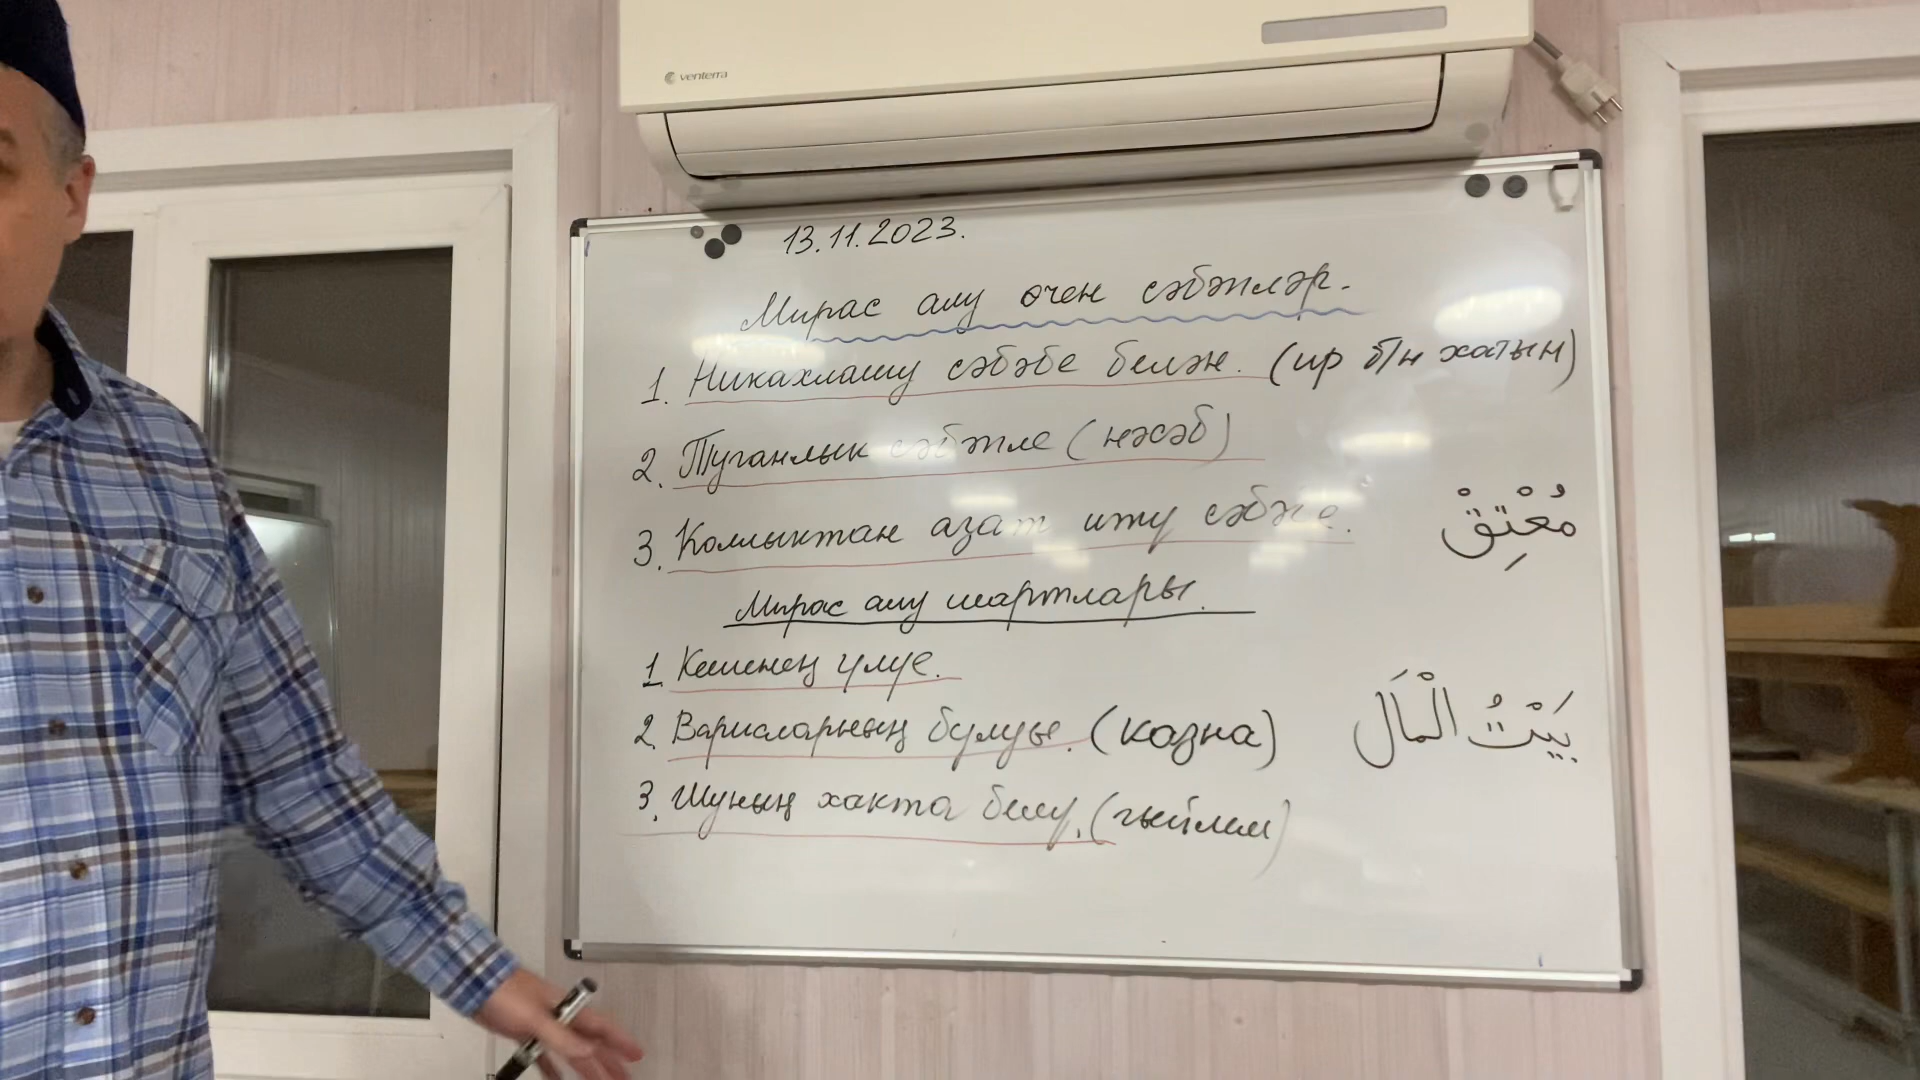 venterra
13.11.2023.
Мирас алу өчен сәбәпләр.
1. Никахлашу сәбәбе белән. (ир б/н хатын)
2. Туганлык сәбәпле (нәсәб)
3. Коллыктан азат итү сәбәбе. مُعْتِقْ
Мирас алу шартлары.
1. Кешенең үлүе.
2. Варисларның булуы. (казна) بَيْتُ الْمَال
3. Шуның хакта белү. (гыйлем)